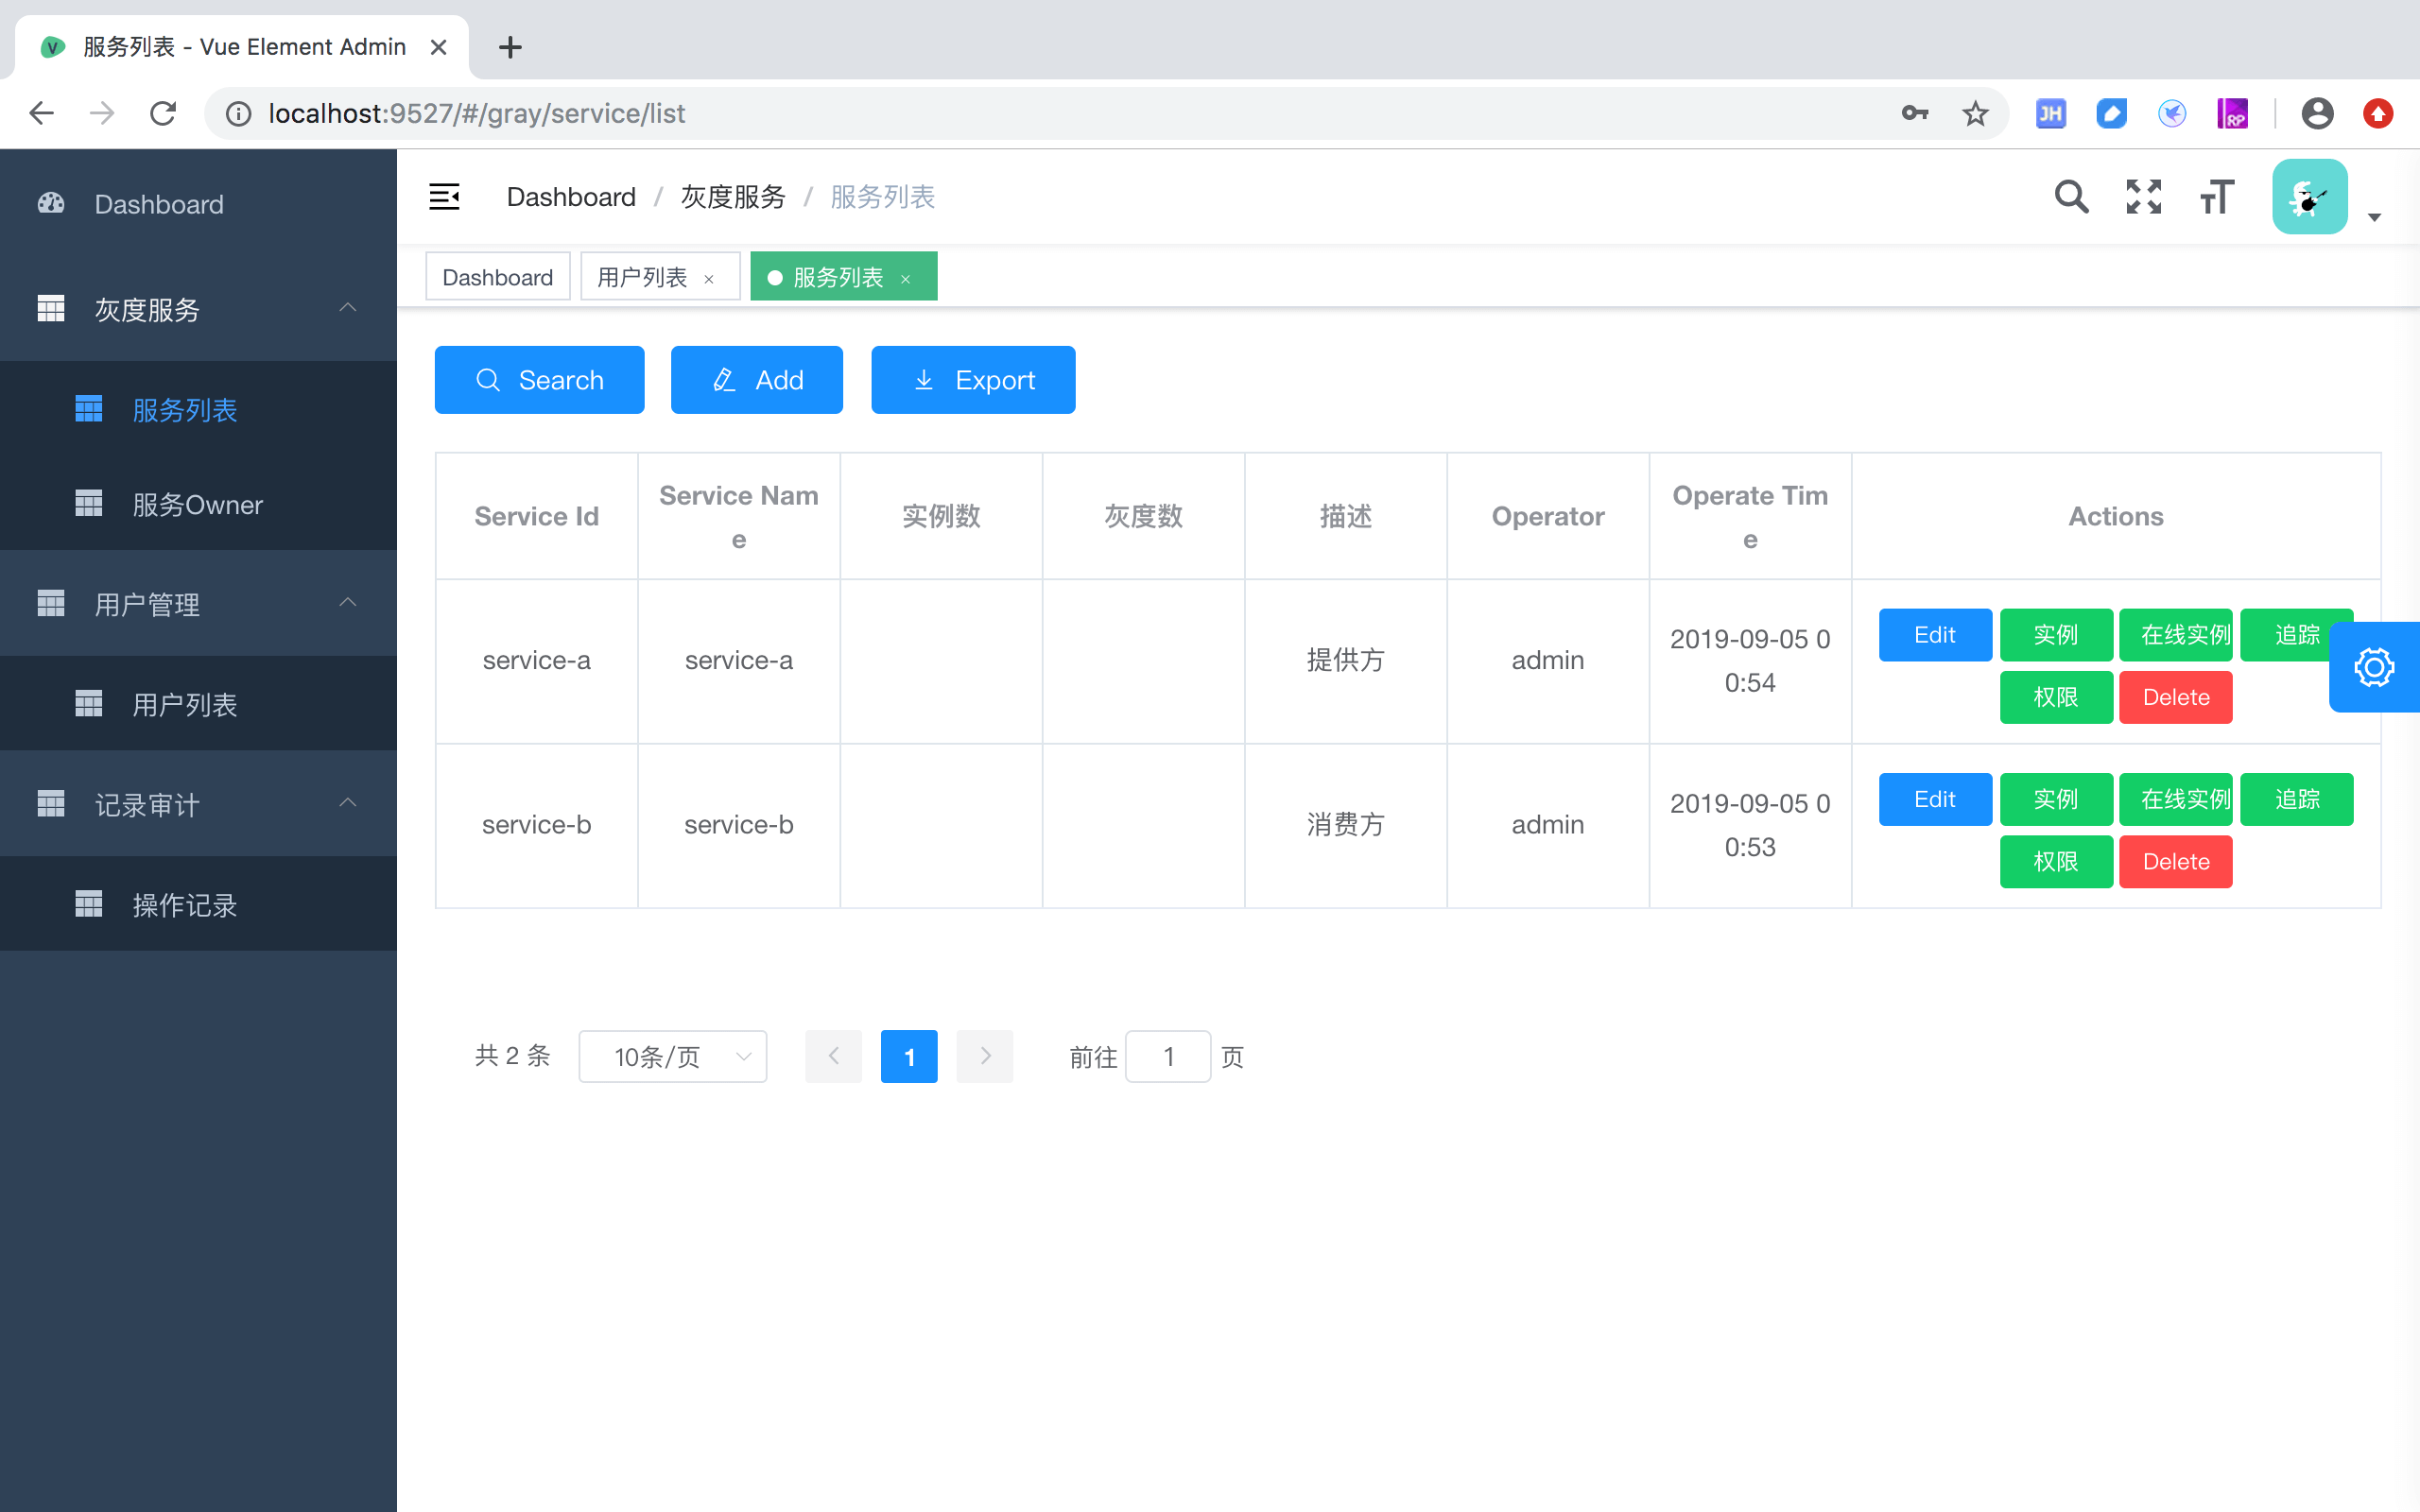 服务列表 - Vue Element Admin
localhost:9527/#/gray/service/list
JH
RP
Dashboard
灰度服务
服务列表
服务Owner
用户管理
用户列表
记录审计
操作记录
Dashboard / 灰度服务 / 服务列表
Dashboard 用户列表 × 服务列表 ×
Search Add Export
Service Id Service Nam 实例数 灰度数 描述 Operator Operate Tim Actions
e e
service-a service-a 提供方 admin 2019-09-05 0 Edit 实例 在线实例 追踪
0:54 权限 Delete
service-b service-b 消费方 admin 2019-09-05 0 Edit 实例 在线实例 追踪
0:53 权限 Delete
共 2 条 10条/页 1 前往 1 页